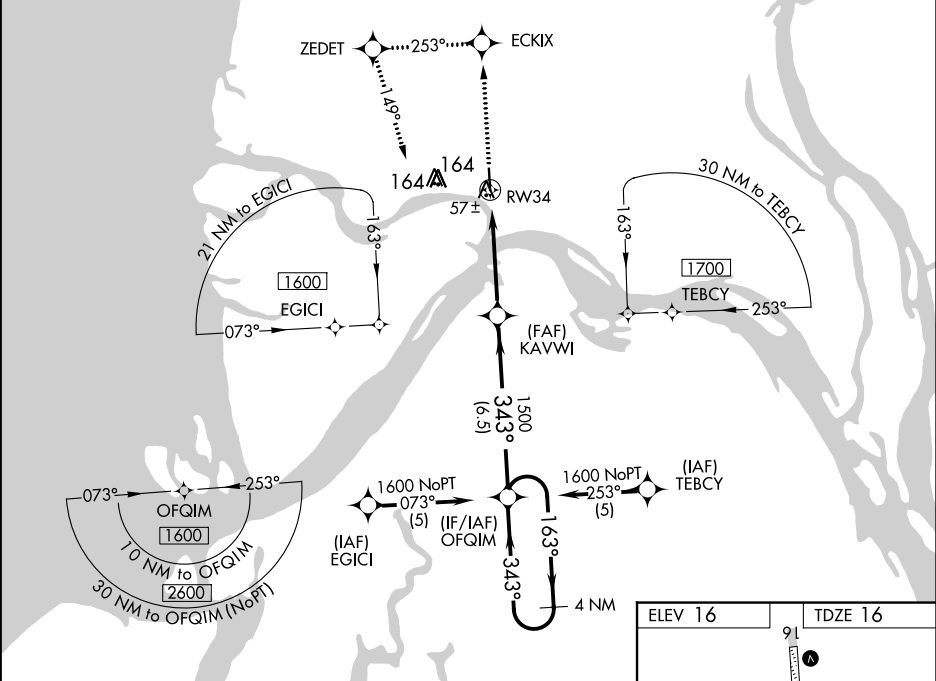 ZEDET
253°
ECKIX
149°
164
164
57±
RW34
21 NM to EGICI
163°
1600
EGICI
073°
30 NM to TEBCY
163°
1700
TEBCY
253°
(FAF)
KAVWI
1500
343°
(6.5)
073°
253°
OFQIM
1600
10 NM to OFQIM
2600
30 NM to OFQIM (NoPT)
1600 NoPT
073°
(5)
(IAF)
EGICI
(IF/IAF)
OFQIM
1600 NoPT
253°
(5)
(IAF)
TEBCY
163°
343°
4 NM
ELEV 16
TDZE 16
16
V